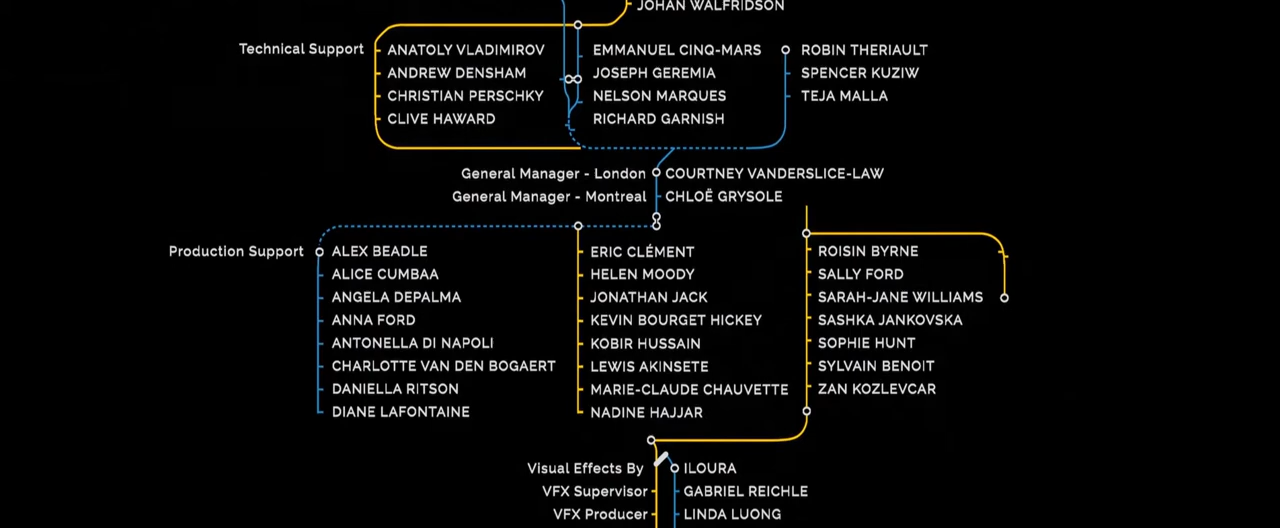 JOHAN WALFRIDSON
Technical Support ANATOLY VLADIMIROV EMMANUEL CINQ-MARS ROBIN THERIAULT
ANDREW DENSHAM JOSEPH GEREMIA SPENCER KUZIW
CHRISTIAN PERSCHKY NELSON MARQUES TEJA MALLA
CLIVE HAWARD RICHARD GARNISH
General Manager - London COURTNEY VANDERSLICE-LAW
General Manager - Montreal CHLOË GRYSOLE
Production Support ALEX BEADLE ERIC CLÉMENT ROISIN BYRNE
ALICE CUMBAA HELEN MOODY SALLY FORD
ANGELA DEPALMA JONATHAN JACK SARAH-JANE WILLIAMS
ANNA FORD KEVIN BOURGET HICKEY SASHKA JANKOVSKA
ANTONELLA DI NAPOLI KOBIR HUSSAIN SOPHIE HUNT
CHARLOTTE VAN DEN BOGAERT LEWIS AKINSETE SYLVAIN BENOIT
DANIELLA RITSON MARIE-CLAUDE CHAUVETTE ZAN KOZLEVCAR
DIANE LAFONTAINE NADINE HAJJAR
Visual Effects By ILOURA
VFX Supervisor GABRIEL REICHLE
VFX Producer LINDA LUONG